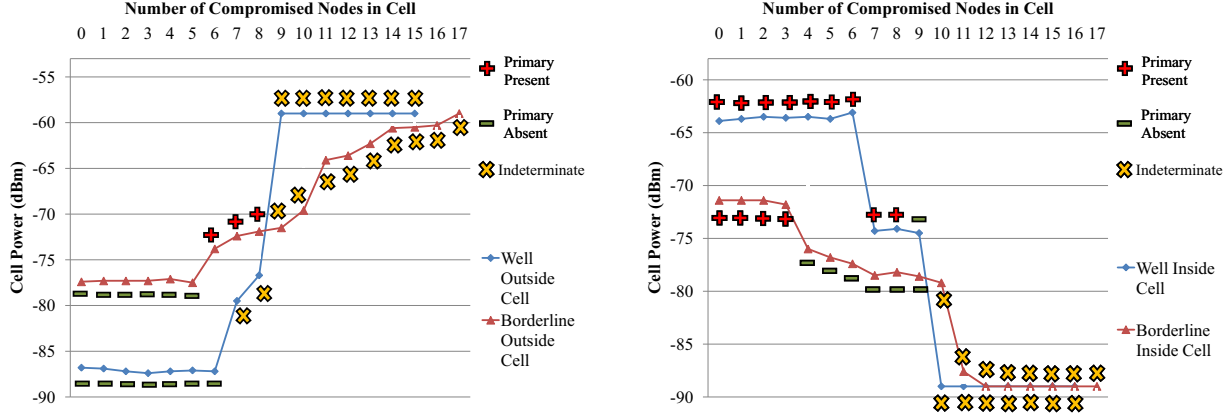 Number of Compromised Nodes in Cell
0 1 2 3 4 5 6 7 8 9 10 11 12 13 14 15 16 17
-55
-60
-65
-70
-75
-80
-85
-90
Cell Power (dBm)
Primary
Present
Primary
Absent
Indeterminate
Well
Outside
Cell
Borderline
Outside
Cell
Number of Compromised Nodes in Cell
0 1 2 3 4 5 6 7 8 9 10 11 12 13 14 15 16 17
-60
-65
-70
-75
-80
-85
-90
Cell Power (dBm)
Primary
Present
Primary
Absent
Indeterminate
Well Inside
Cell
Borderline
Inside Cell